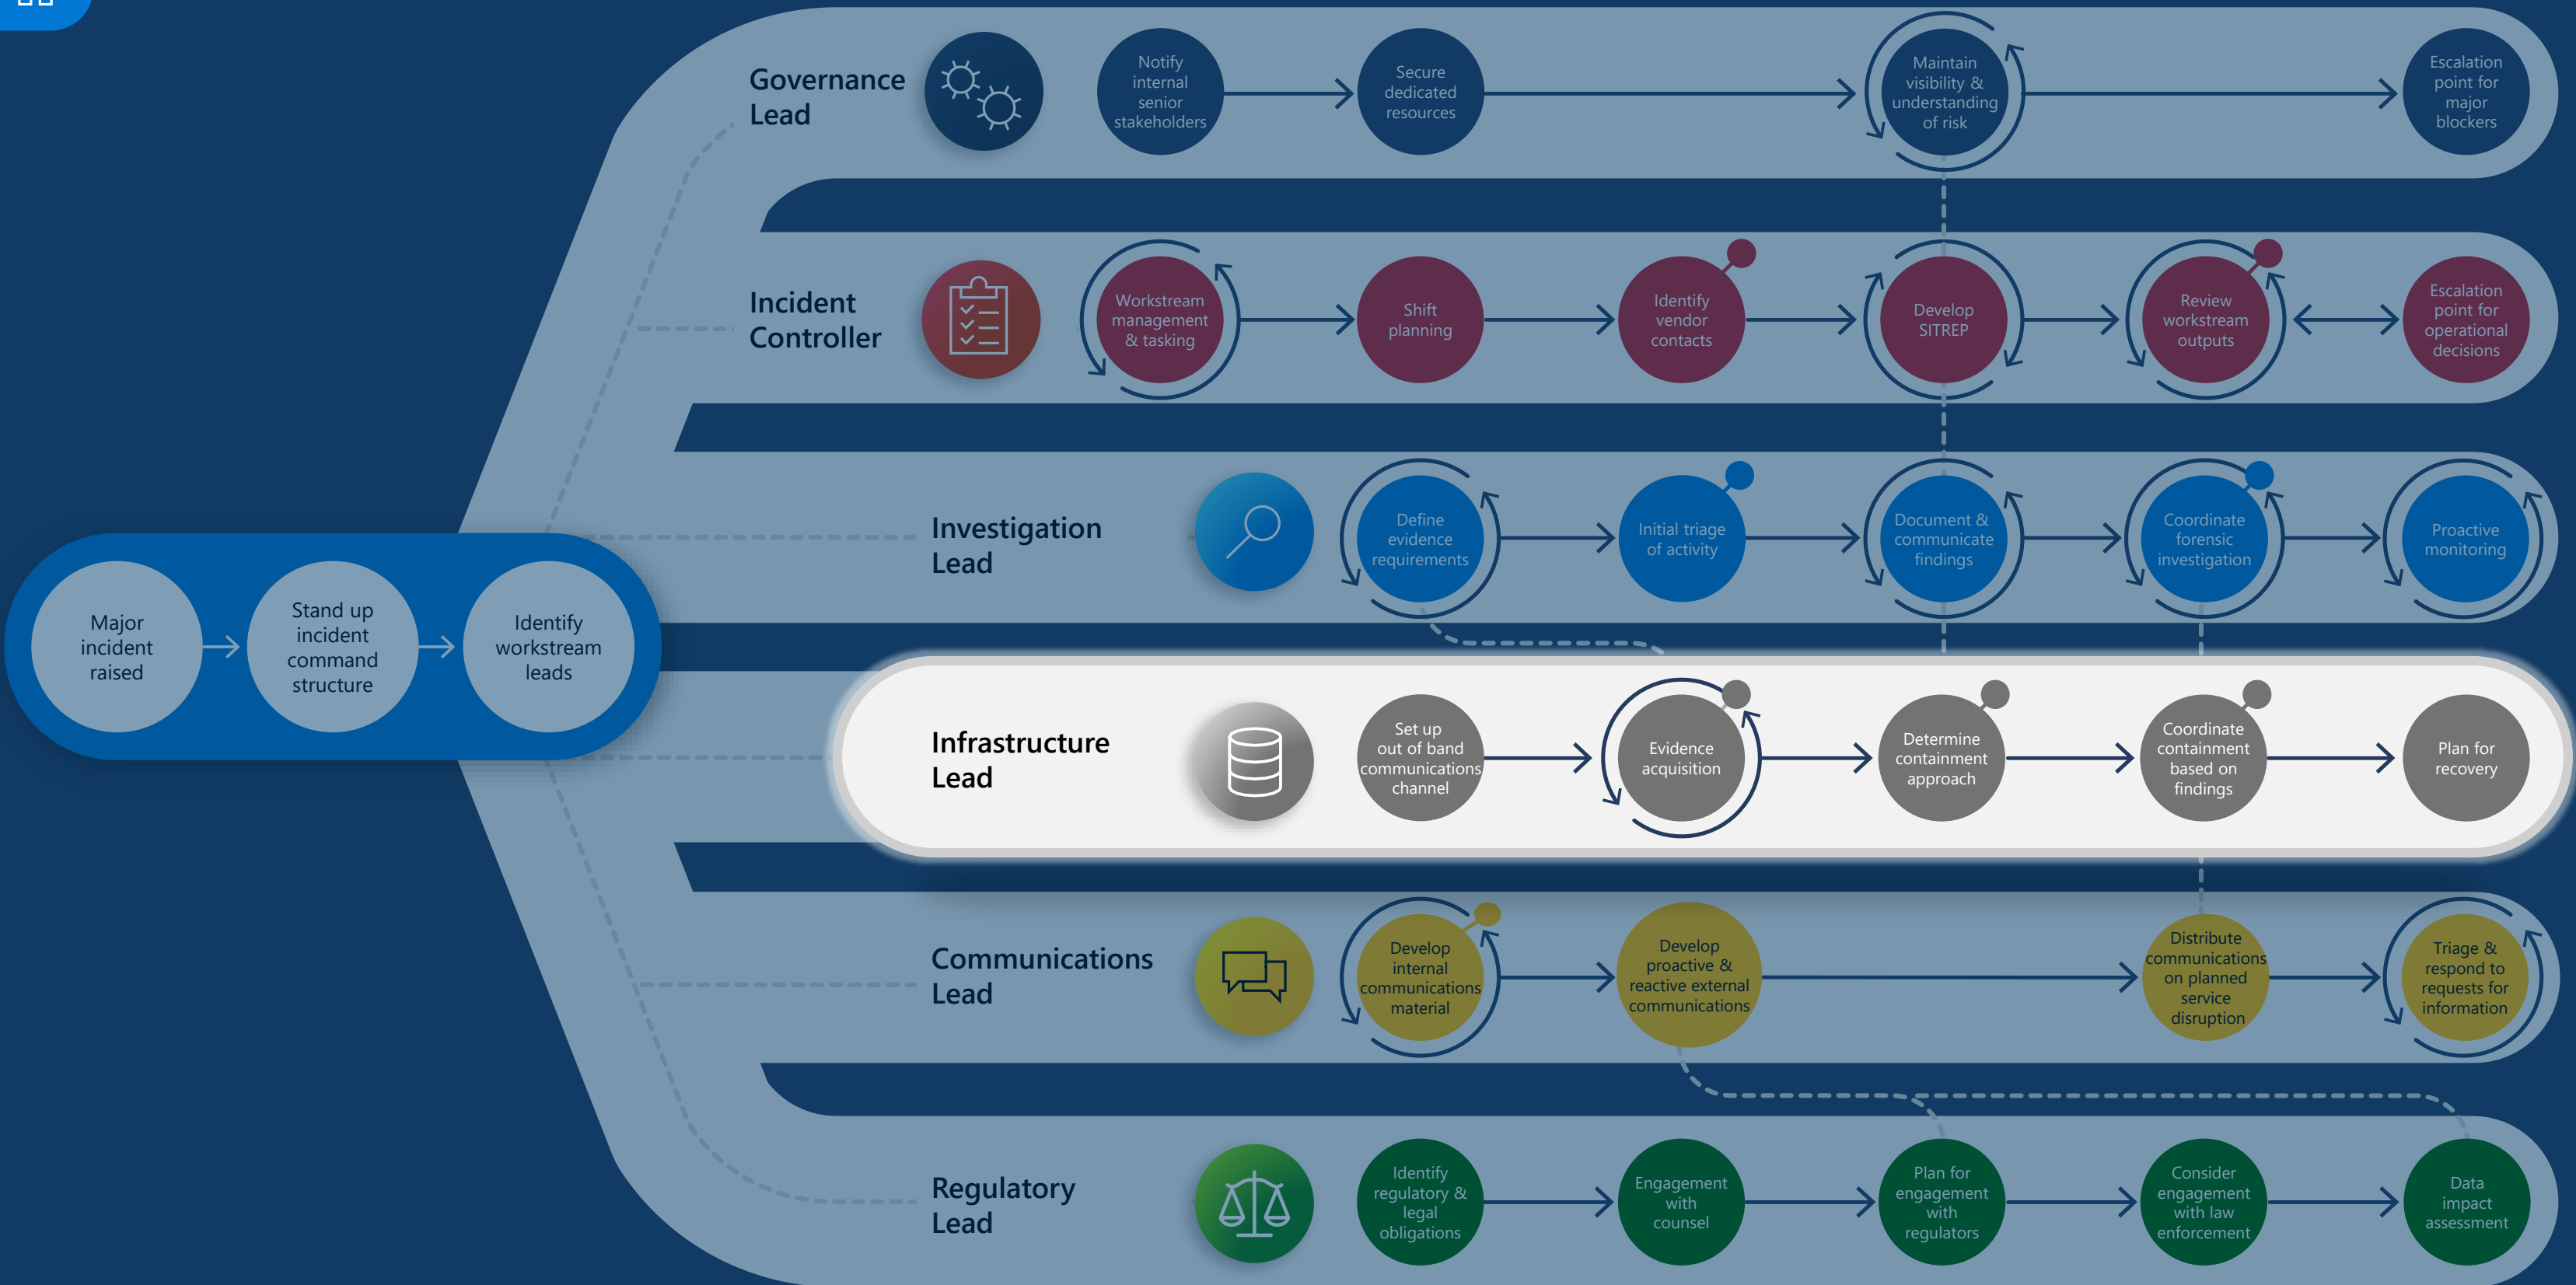 Major
incident
raised
Stand up
incident
command
structure
Identify
workstream
leads
Governance
Lead
Notify
internal
senior
stakeholders
Secure
dedicated
resources
Maintain
visibility &
understanding
of risk
Escalation
point for
major
blockers
Incident
Controller
Workstream
management
& tasking
Shift
planning
Identify
vendor
contacts
Develop
SITREP
Review
workstream
outputs
Escalation
point for
operational
decisions
Investigation
Lead
Define
evidence
requirements
Initial triage
of activity
Document &
communicate
findings
Coordinate
forensic
investigation
Proactive
monitoring
Infrastructure
Lead
Set up
out of band
communications
channel
Evidence
acquisition
Determine
containment
approach
Coordinate
containment
based on
findings
Plan for
recovery
Communications
Lead
Develop
internal
communications
material
Develop
proactive &
reactive external
communications
Distribute
communications
on planned
service
disruption
Triage &
respond to
requests for
information
Regulatory
Lead
Identify
regulatory &
legal
obligations
Engagement
with
counsel
Plan for
engagement
with
regulators
Consider
engagement
with law
enforcement
Data
impact
assessment